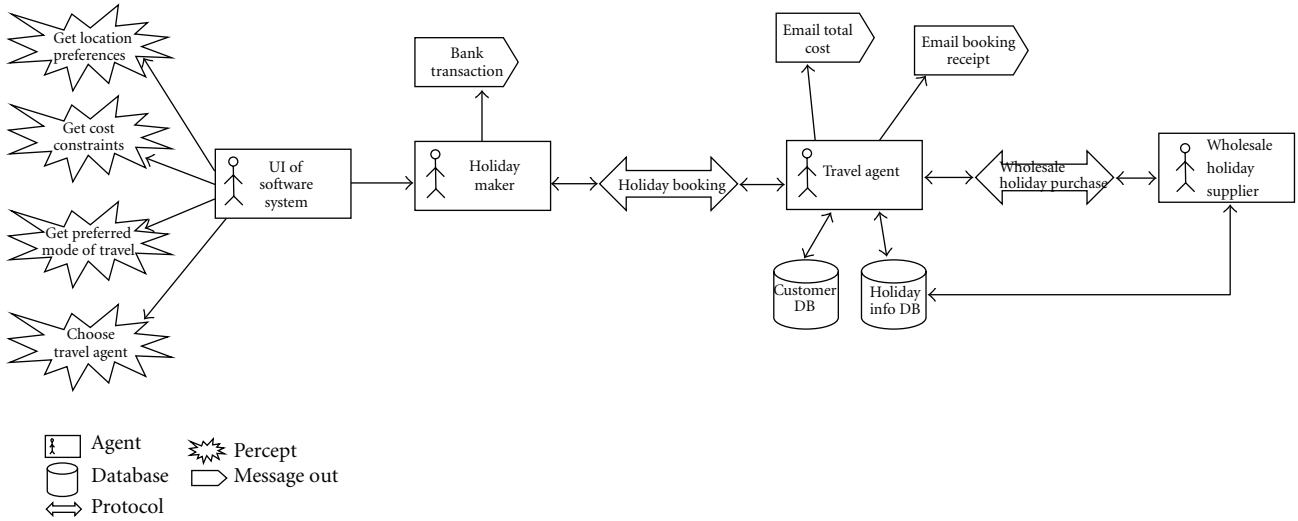 Get location
preferences
Get cost
constraints
Get preferred
mode of travel
Choose
travel agent
UI of
software
system
Bank
transaction
Holiday
maker
Holiday booking
Email total
cost
Email booking
receipt
Travel agent
Customer
DB
Holiday
info DB
Wholesale
holiday purchase
Wholesale
holiday
supplier
Agent
Database
Protocol
Percept
Message out